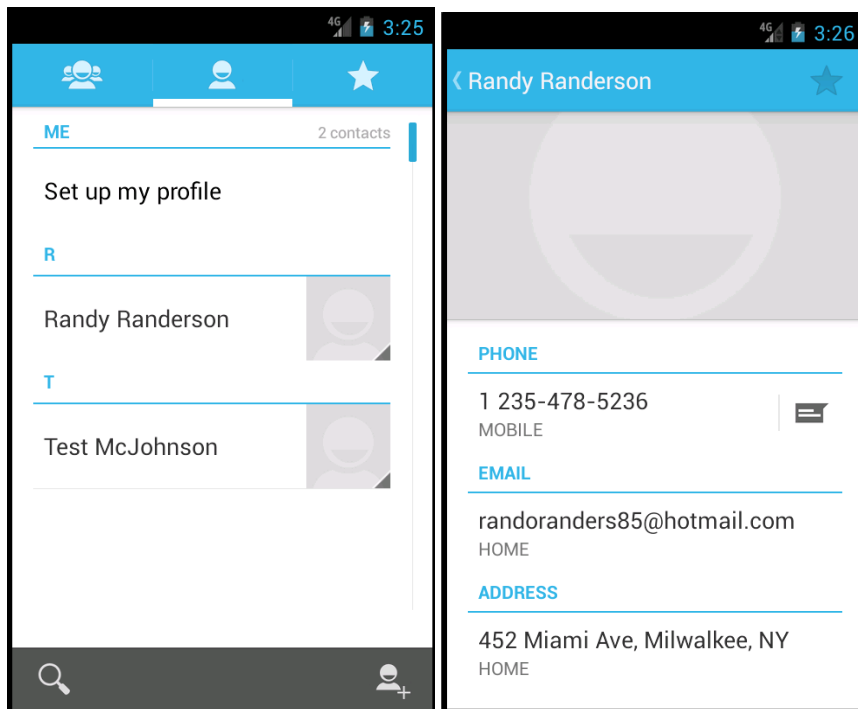 4G 3:25
ME 2 contacts
Set up my profile
R
Randy Randerson
T
Test McJohnson
4G 3:26
Randy Randerson
PHONE
1 235-478-5236
MOBILE
EMAIL
randoranders85@hotmail.com
HOME
ADDRESS
452 Miami Ave, Milwalkee, NY
HOME